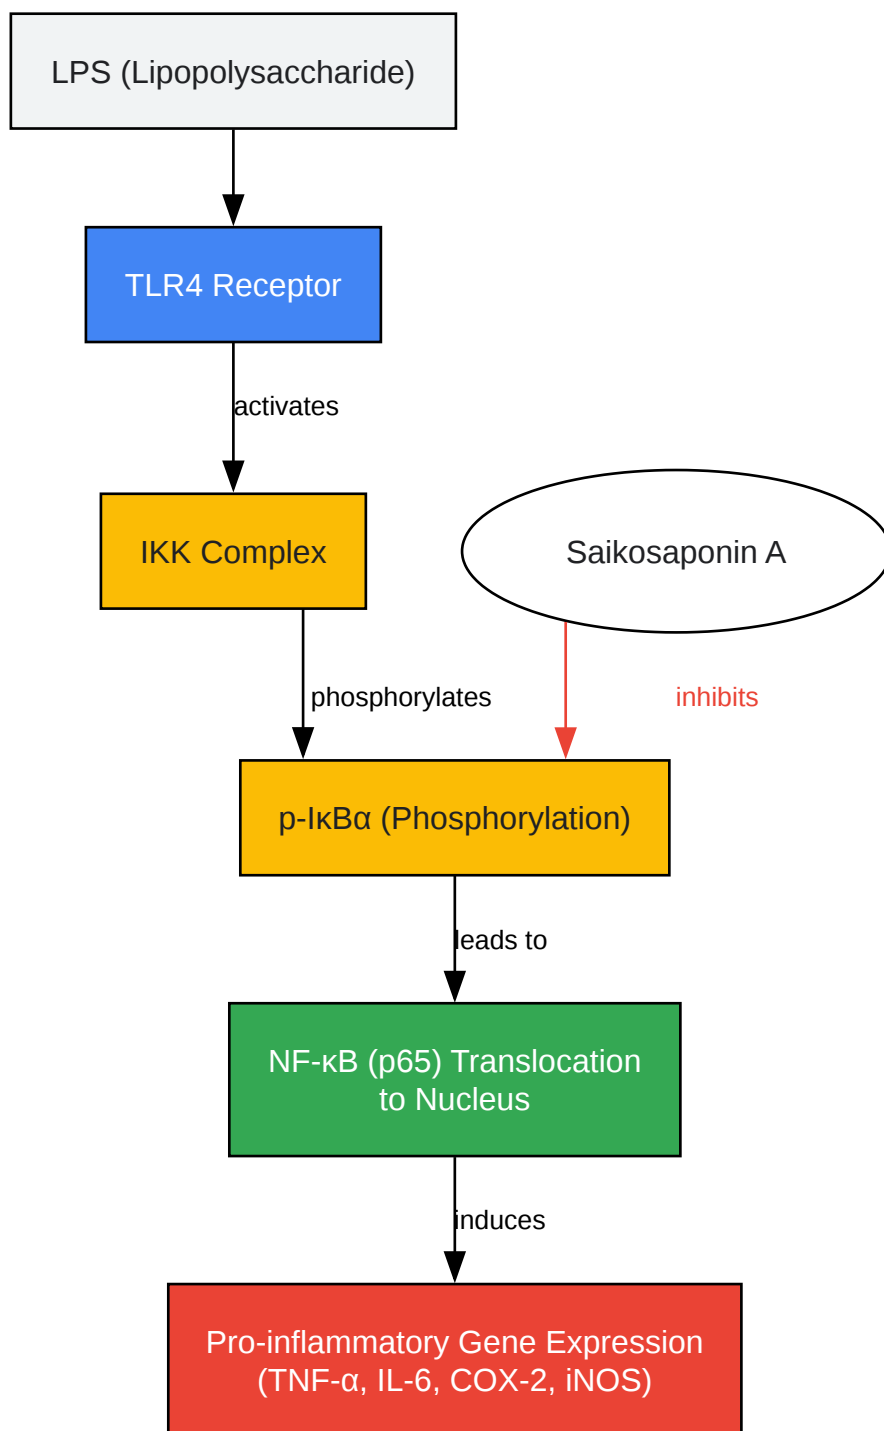 LPS (Lipopolysaccharide)
TLR4 Receptor
activates
IKK Complex
Saikosaponin A
phosphorylates
inhibits
p-IκBα (Phosphorylation)
leads to
NF-κB (p65) Translocation
to Nucleus
induces
Pro-inflammatory Gene Expression
(TNF-α, IL-6, COX-2, iNOS)